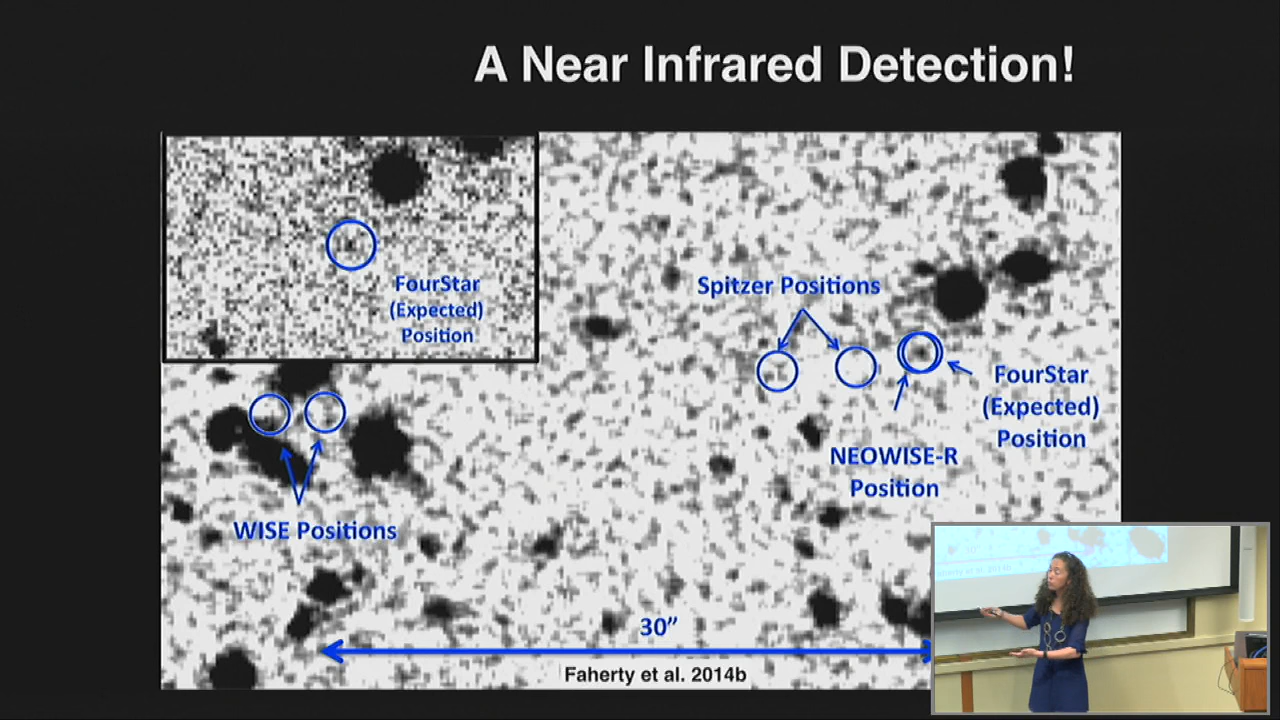 A Near Infrared Detection!
FourStar
(Expected)
Position
Spitzer Positions
FourStar
(Expected)
Position
NEOWISE-R
Position
WISE Positions
30”
Faherty et al. 2014b